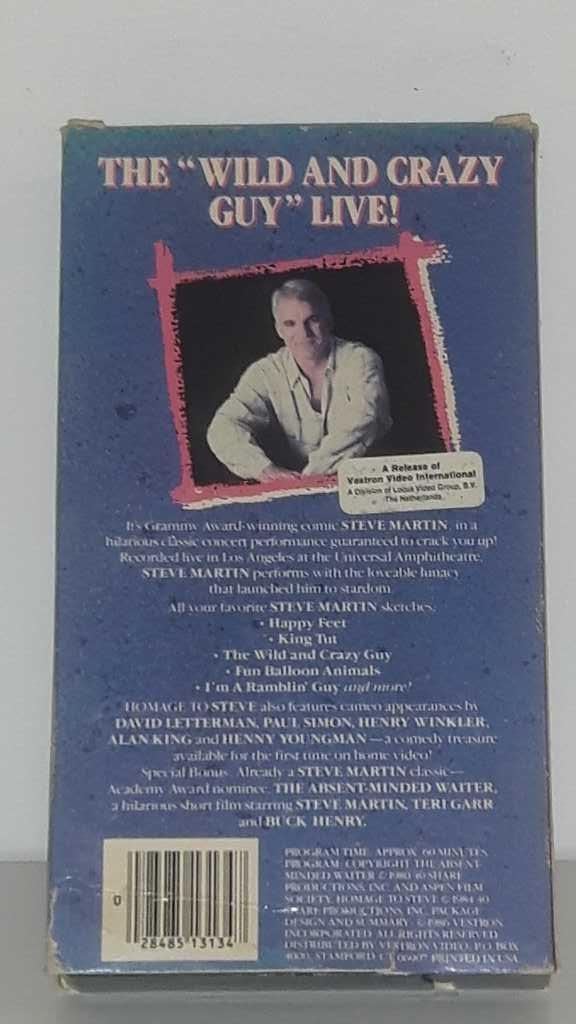 THE "WILD AND CRAZY
GUY" LIVE!
A Release of
Vestron Video International
A Division of Locus Video Group, B.V.
The Netherlands
It's Grammy Award-winning comic STEVE MARTIN, in a
hilarious classic concert performance guaranteed to crack you up!
Recorded live in Los Angeles at the Universal Amphitheatre,
STEVE MARTIN performs with the loveable lunacy
that launched him to stardom.
All your favorite STEVE MARTIN sketches:
• Happy Feet
• King Tut
• The Wild and Crazy Guy
• Fun Balloon Animals
• I'm A Ramblin' Guy and more!
HOMAGE TO STEVE also features cameo appearances by
DAVID LETTERMAN, PAUL SIMON, HENRY WINKLER,
ALAN KING and HENNY YOUNGMAN—a comedy treasure
available for the first time on home video!
Special Bonus: Already a STEVE MARTIN classic—
Academy Award nominee, THE ABSENT-MINDED WAITER,
a hilarious short film starring STEVE MARTIN, TERI GARR
and BUCK HENRY.
PROGRAM TIME: APPROX. 60 MINUTES
PROGRAM: COPYRIGHT THE ABSENT-
MINDED WAITER © 1980 40 SHARE
PRODUCTIONS, INC. AND ASPEN FILM
SOCIETY. HOMAGE TO STEVE © 1984 40
SHARE PRODUCTIONS, INC. PACKAGE
DESIGN AND SUMMARY © 1986 VESTRON
INCORPORATED. ALL RIGHTS RESERVED
DISTRIBUTED BY VESTRON VIDEO, P.O. BOX
4000, STAMFORD, CT 06907 PRINTED IN USA
0
28485 13134